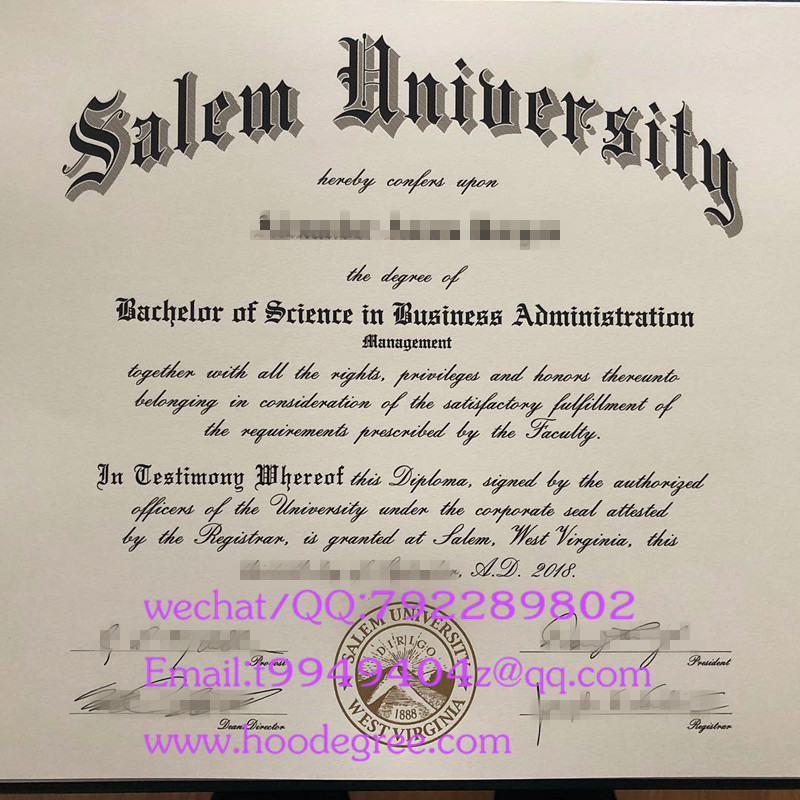 Salem University
hereby confers upon
the degree of
Bachelor of Science in Business Administration
Management
together with all the rights, privileges and honors thereunto
belonging in consideration of the satisfactory fulfillment of
the requirements prescribed by the Faculty.
In Testimony Whereof this Diploma, signed by the authorized
officers of the University under the corporate seal attested
by the Registrar, is granted at Salem, West Virginia, this
A.D. 2018.
wechat/QQ:792289802
SALEM UNIVERSITY
DIRIGO
1888
WEST VIRGINIA
Provost
President
Email:t99494042@qq.com
Dean/Director
Registrar
www.hoodegree.com